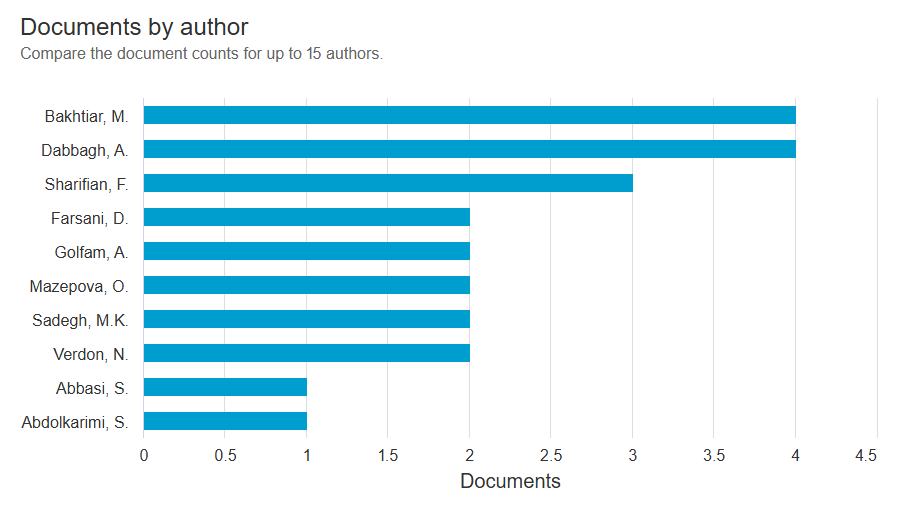 Documents by author
Compare the document counts for up to 15 authors.
Bakhtiar, M.
Dabbagh, A.
Sharifian, F.
Farsani, D.
Golfam, A.
Mazepova, O.
Sadegh, M.K.
Verdon, N.
Abbasi, S.
Abdolkarimi, S.
0 0.5 1 1.5 2 2.5 3 3.5 4 4.5
Documents